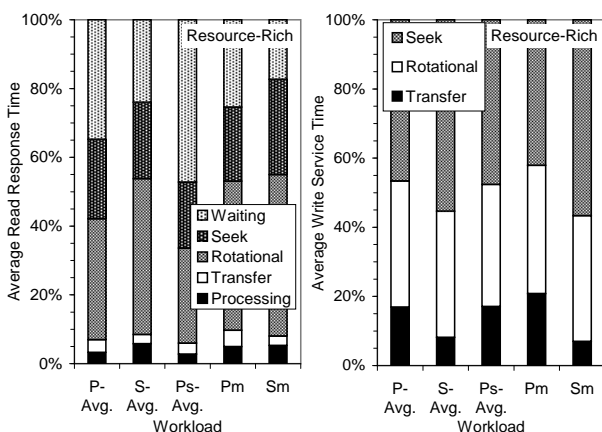 Average Read Response Time
100%
80%
60%
40%
20%
0%
Resource-Rich
Waiting
Seek
Rotational
Transfer
Processing
P-
Avg.
S-
Avg.
Ps-
Avg.
Pm
Sm
Workload
Average Write Service Time
100%
80%
60%
40%
20%
0%
Resource-Rich
Seek
Rotational
Transfer
P-
Avg.
S-
Avg.
Ps-
Avg.
Pm
Sm
Workload